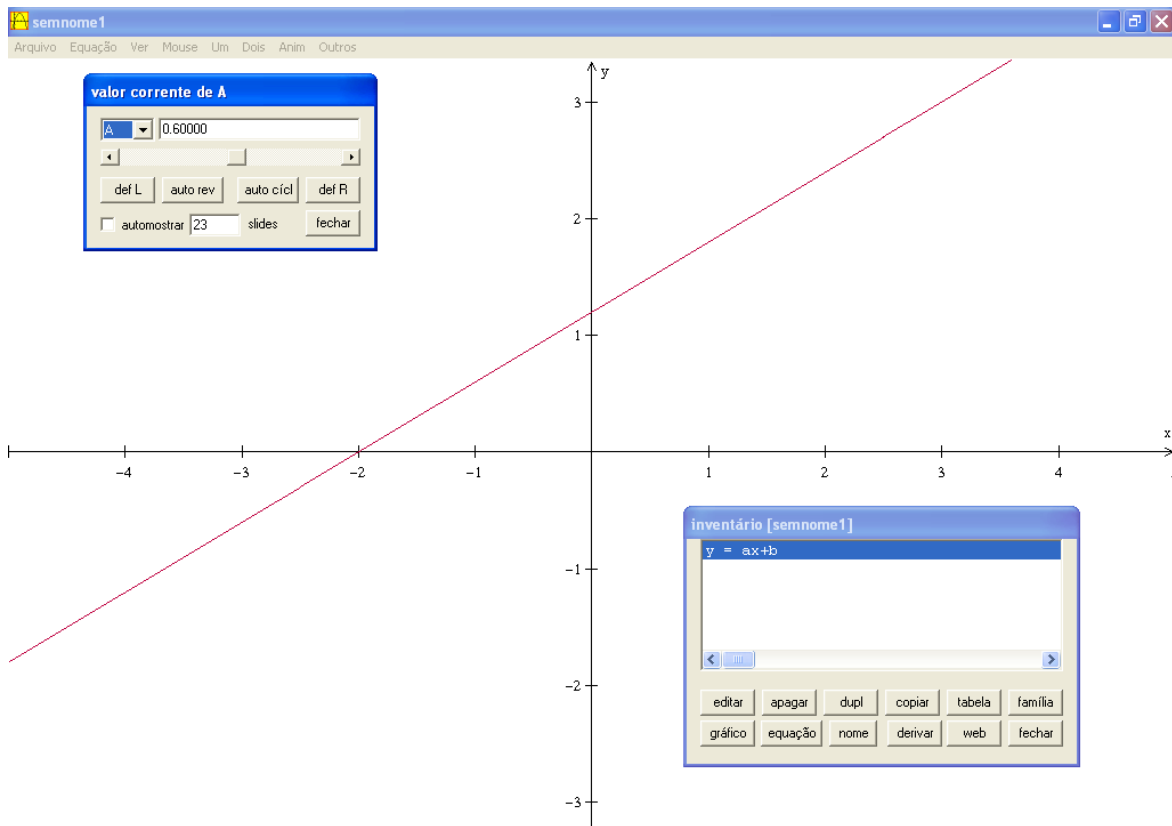 semnome1
Arquivo Equação Ver Mouse Um Dois Anim Outros
valor corrente de A
A 0.60000
def L auto rev auto cícl def R
automostrar 23 slides fechar
y
3
2
1
x
-4 -3 -2 -1 1 2 3 4
-1
-2
-3
inventário [semnome1]
y = ax+b
editar apagar dupl copiar tabela família
gráfico equação nome derivar web fechar